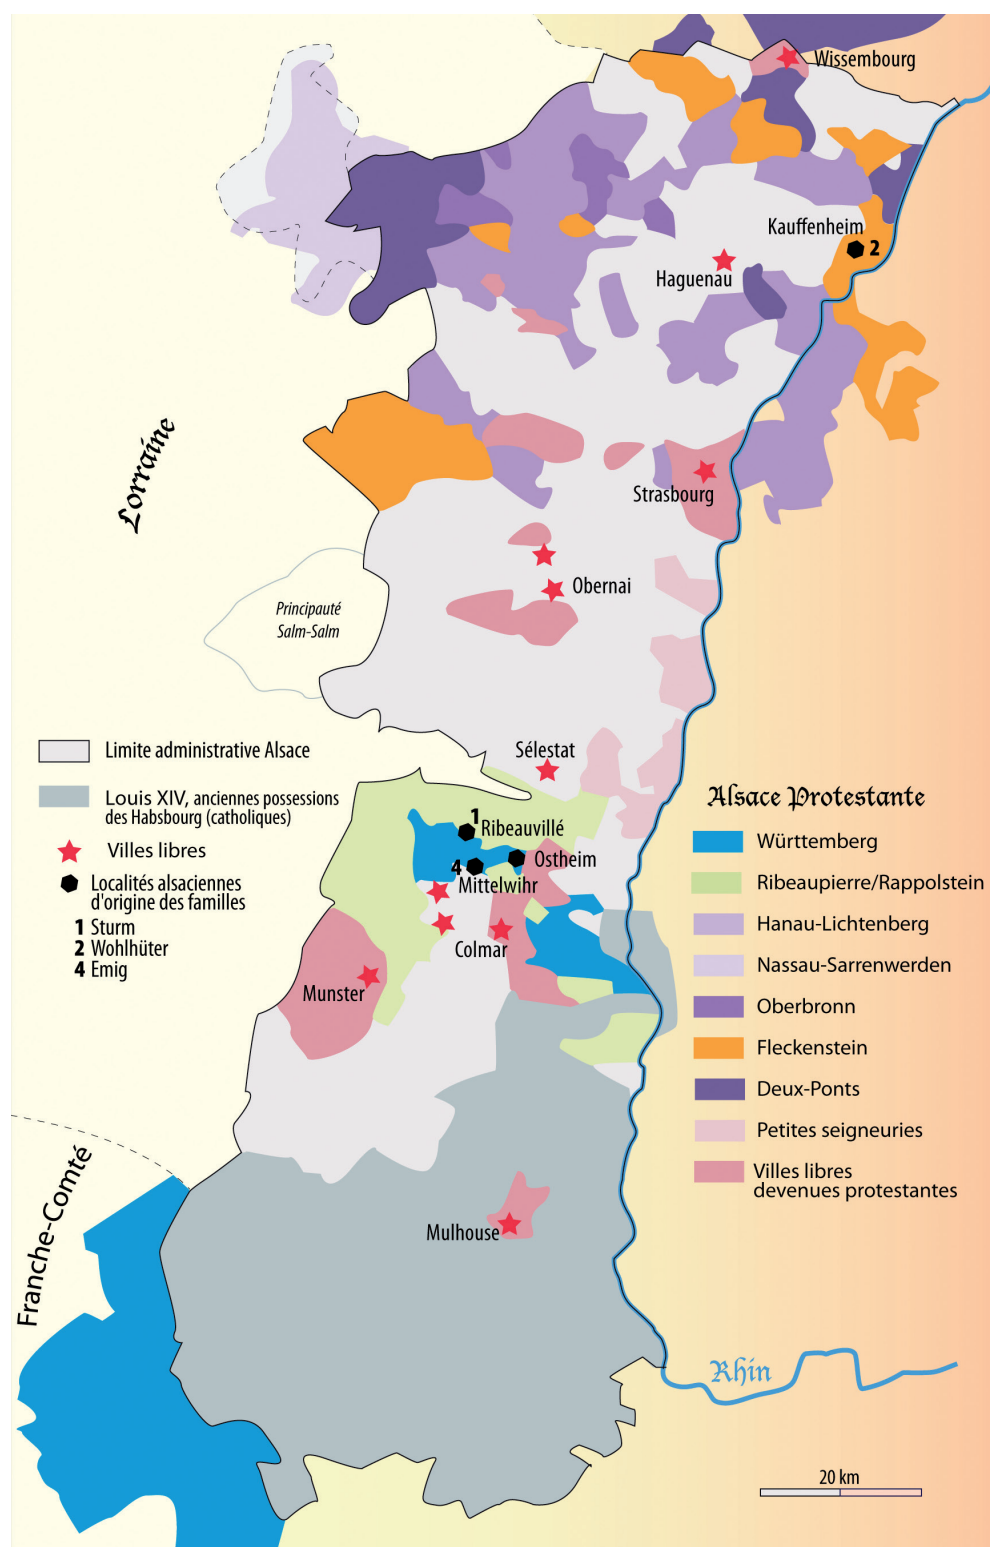 Wissembourg
Kauffenheim
2
Haguenau
Lorraine
Strasbourg
Obernai
Principauté
Salm-Salm
Sélestat
Limite administrative Alsace
Louis XIV, anciennes possessions
des Habsbourg (catholiques)
Villes libres
Localités alsaciennes
d'origine des familles
1 Sturm
2 Wohlhüter
4 Emig
1
Ribeauvillé
Ostheim
4
Mittelwihr
Colmar
Munster
Alsace Protestante
Württemberg
Ribeaupierre/Rappolstein
Hanau-Lichtenberg
Nassau-Sarrenwerden
Oberbronn
Fleckenstein
Deux-Ponts
Petites seigneuries
Villes libres
devenues protestantes
Franche-Comté
Mulhouse
Rhin
20 km